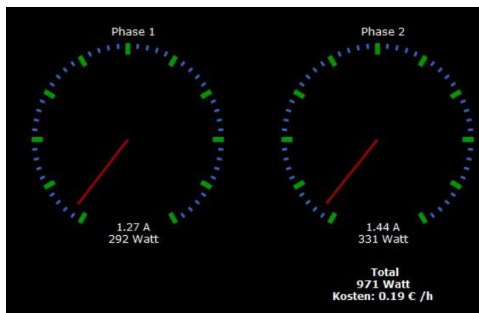 Phase 1
Phase 2
1.27 A
292 Watt
1.44 A
331 Watt
Total
971 Watt
Kosten: 0.19 € /h